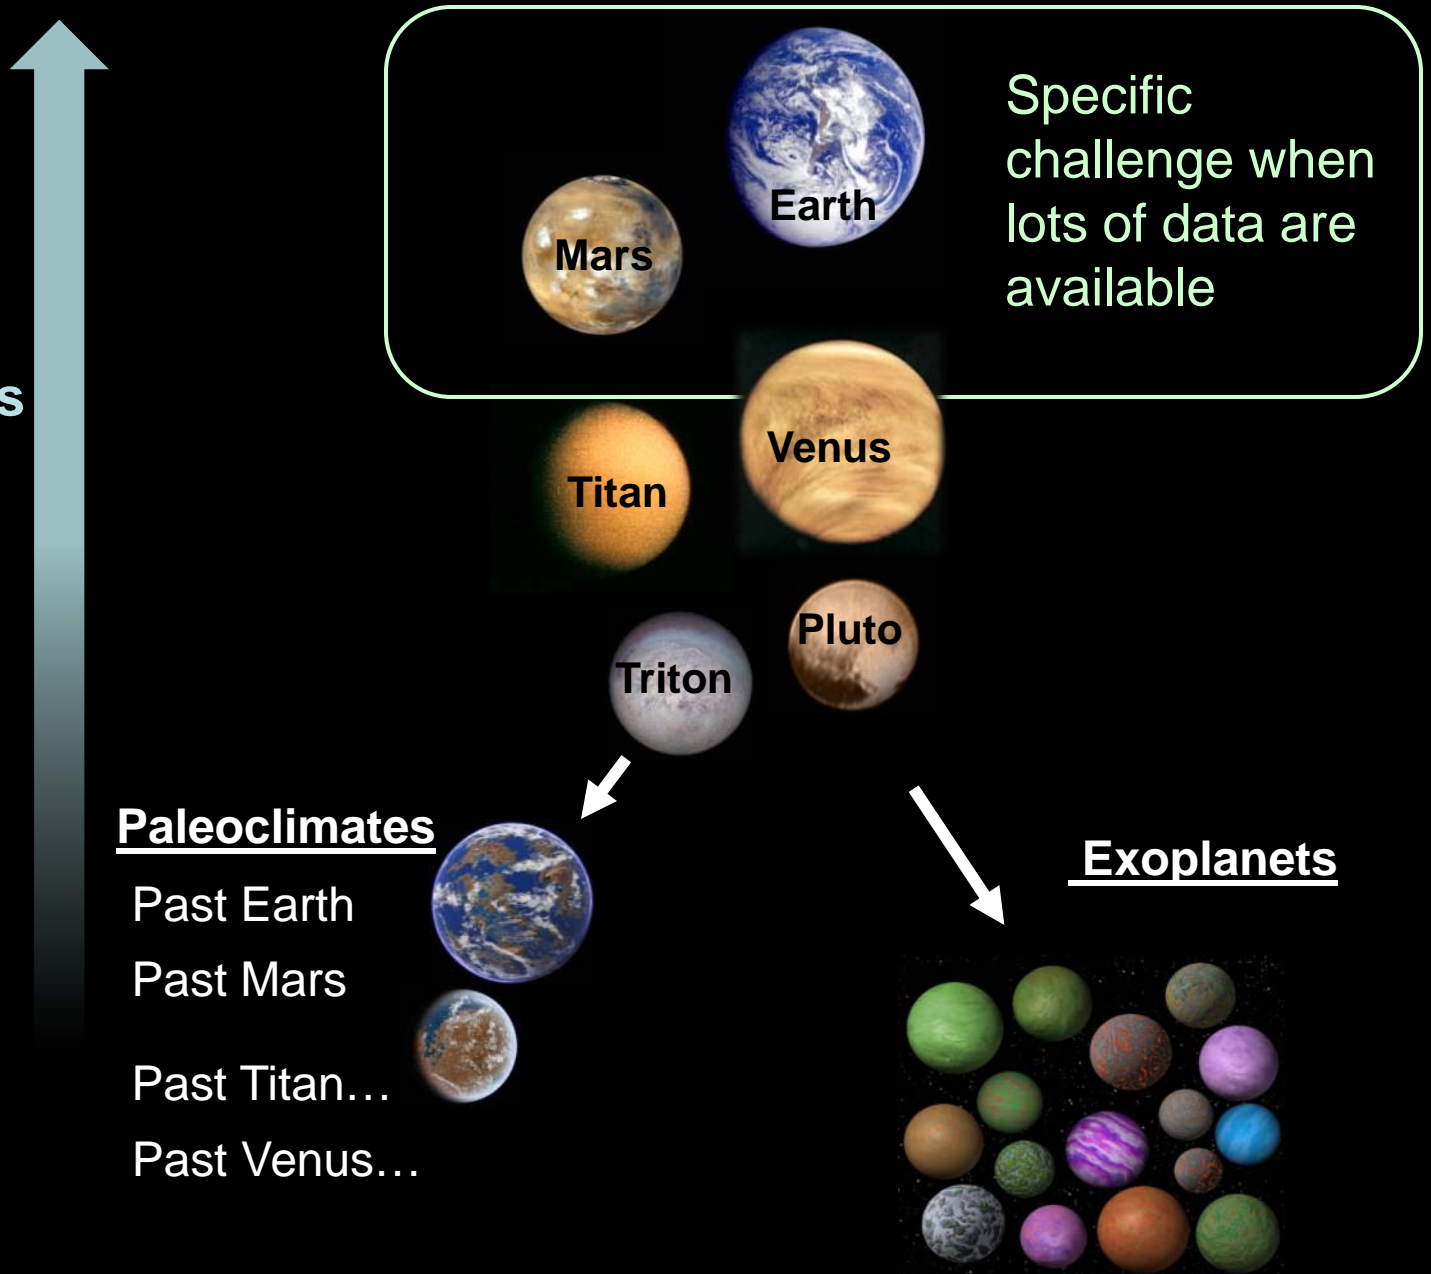 Specific
challenge when
lots of data are
available
Earth
Mars
s
Venus
Titan
Pluto
Triton
Paleoclimates
Past Earth
Past Mars
Past Titan…
Past Venus…
Exoplanets